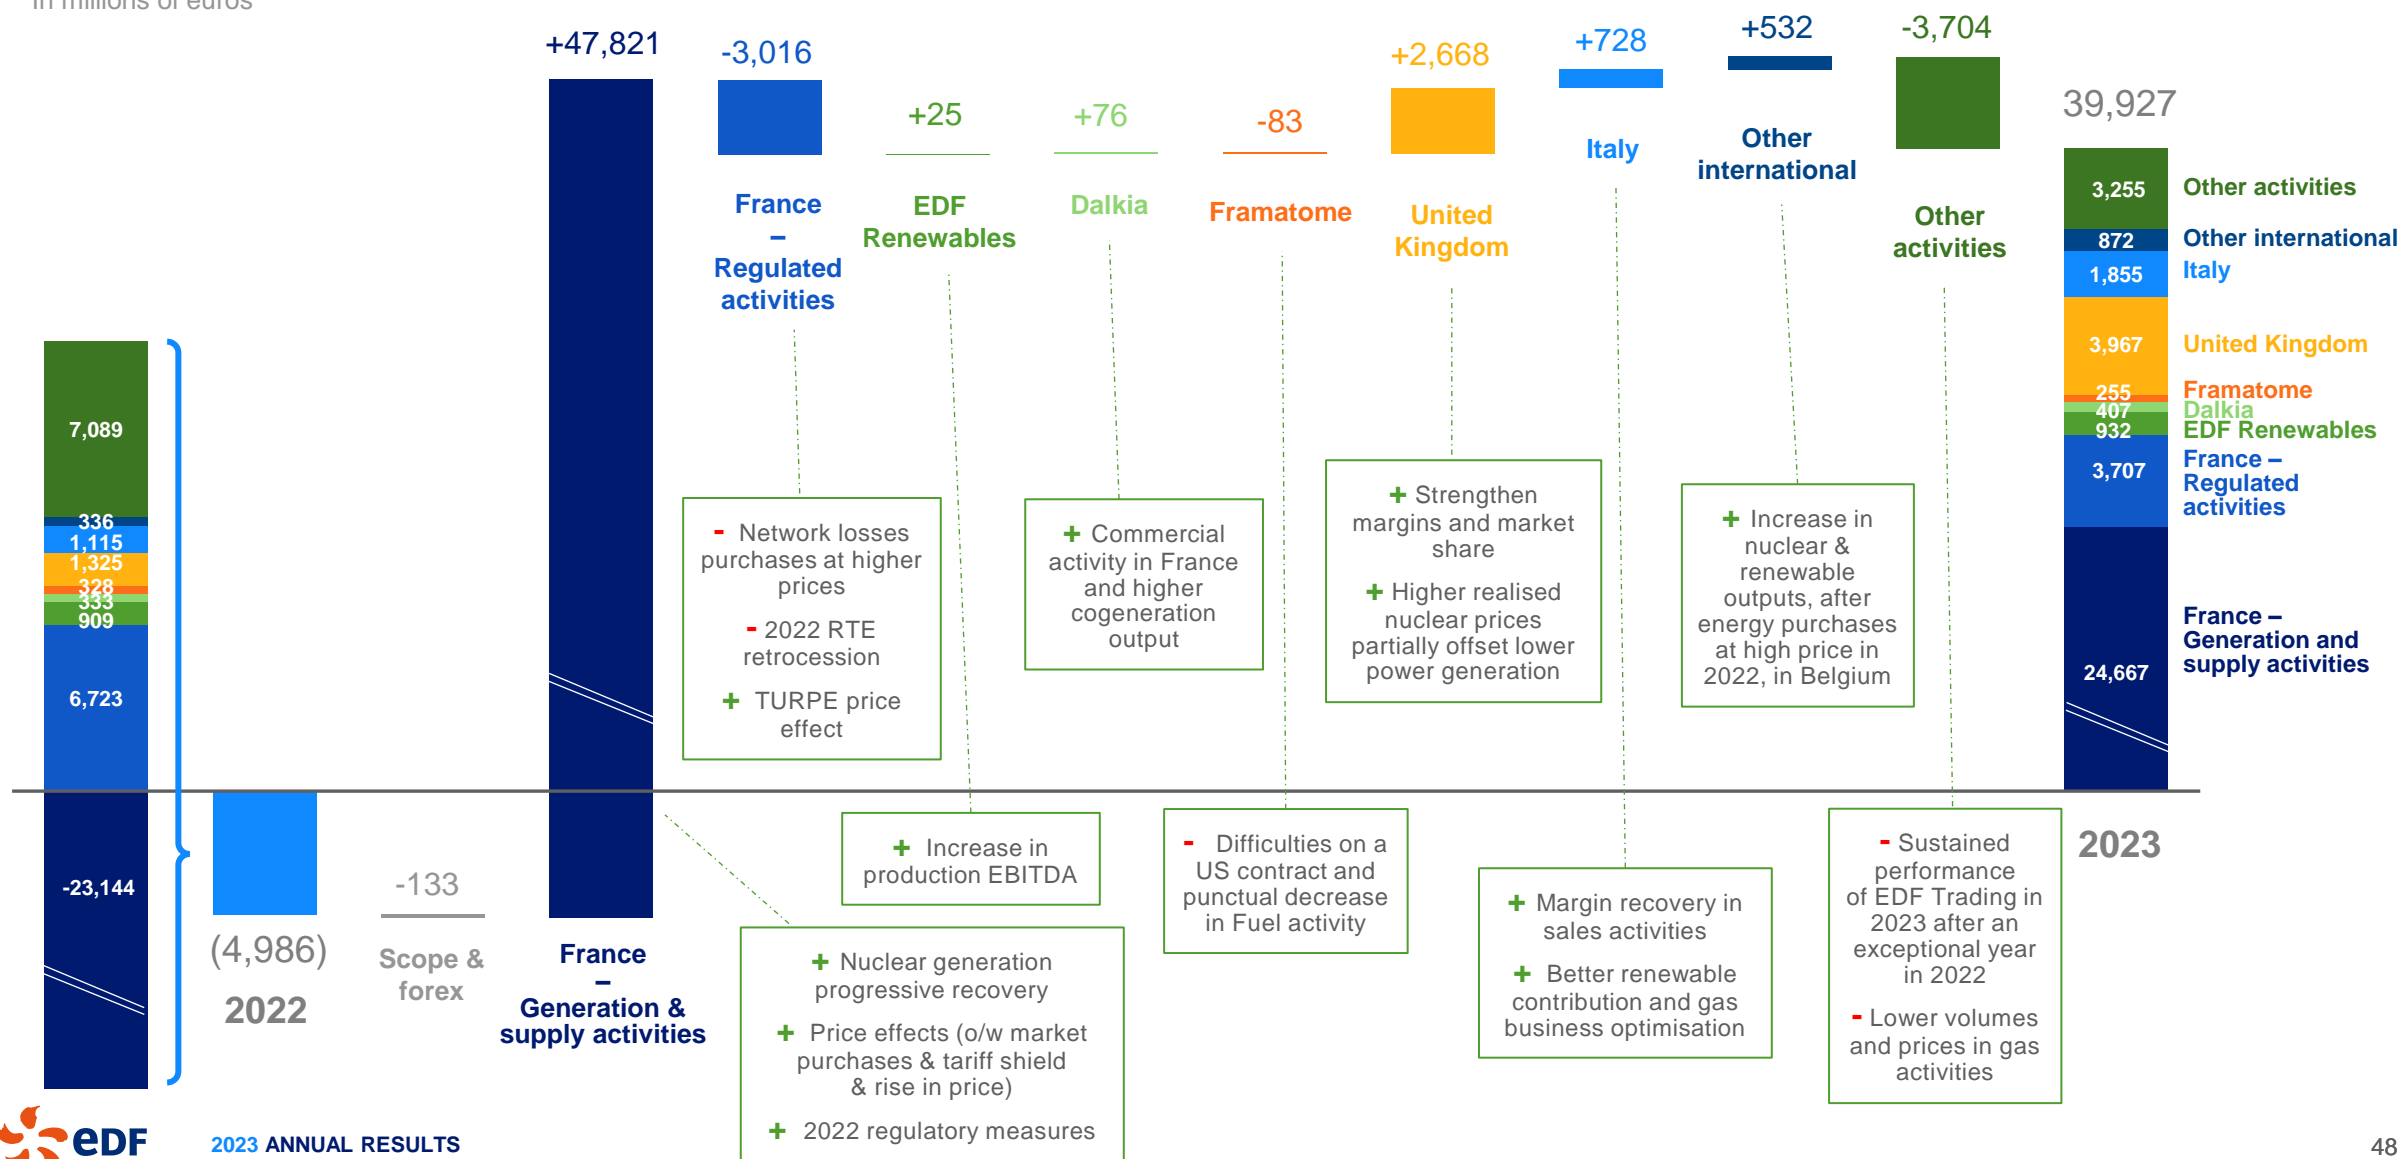 In millions of euros
+47,821
-3,016
+25
+76
-83
+2,668
+728
+532
-3,704
39,927
France
–
Regulated
activities
EDF
Renewables
Dalkia
Framatome
United
Kingdom
Italy
Other
international
Other
activities
7,089
336
1,115
1,325
328
333
909
6,723
-23,144
(4,986)
2022
-133
Scope &
forex
France
–
Generation &
supply activities
- Network losses
purchases at higher
prices
- 2022 RTE
retrocession
+ TURPE price
effect
+ Commercial
activity in France
and higher
cogeneration
output
+ Strengthen
margins and market
share
+ Higher realised
nuclear prices
partially offset lower
power generation
+ Increase in
nuclear &
renewable
outputs, after
energy purchases
at high price in
2022, in Belgium
+ Nuclear generation
progressive recovery
+ Price effects (o/w market
purchases & tariff shield
& rise in price)
+ 2022 regulatory measures
+ Increase in
production EBITDA
- Difficulties on a
US contract and
punctual decrease
in Fuel activity
+ Margin recovery in
sales activities
+ Better renewable
contribution and gas
business optimisation
- Sustained
performance
of EDF Trading in
2023 after an
exceptional year
in 2022
- Lower volumes
and prices in gas
activities
3,255
Other activities
872
Other international
1,855
Italy
3,967
United Kingdom
255
Framatome
407
Dalkia
932
EDF Renewables
3,707
France –
Regulated
activities
24,667
France –
Generation and
supply activities
2023
eDF
2023 ANNUAL RESULTS
48